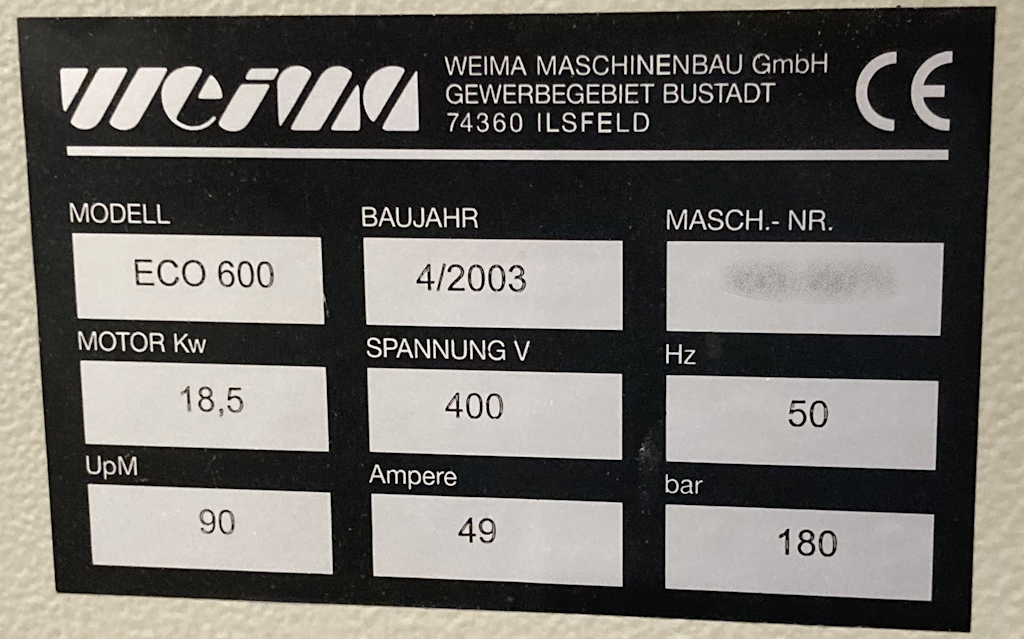 weima
WEIMA MASCHINENBAU GmbH
GEWERBEGEBIET BUSTADT
74360 ILSFELD
CE
MODELL BAUJAHR MASCH.- NR.
ECO 600 4/2003
MOTOR Kw SPANNUNG V Hz
18,5 400 50
UpM Ampere bar
90 49 180